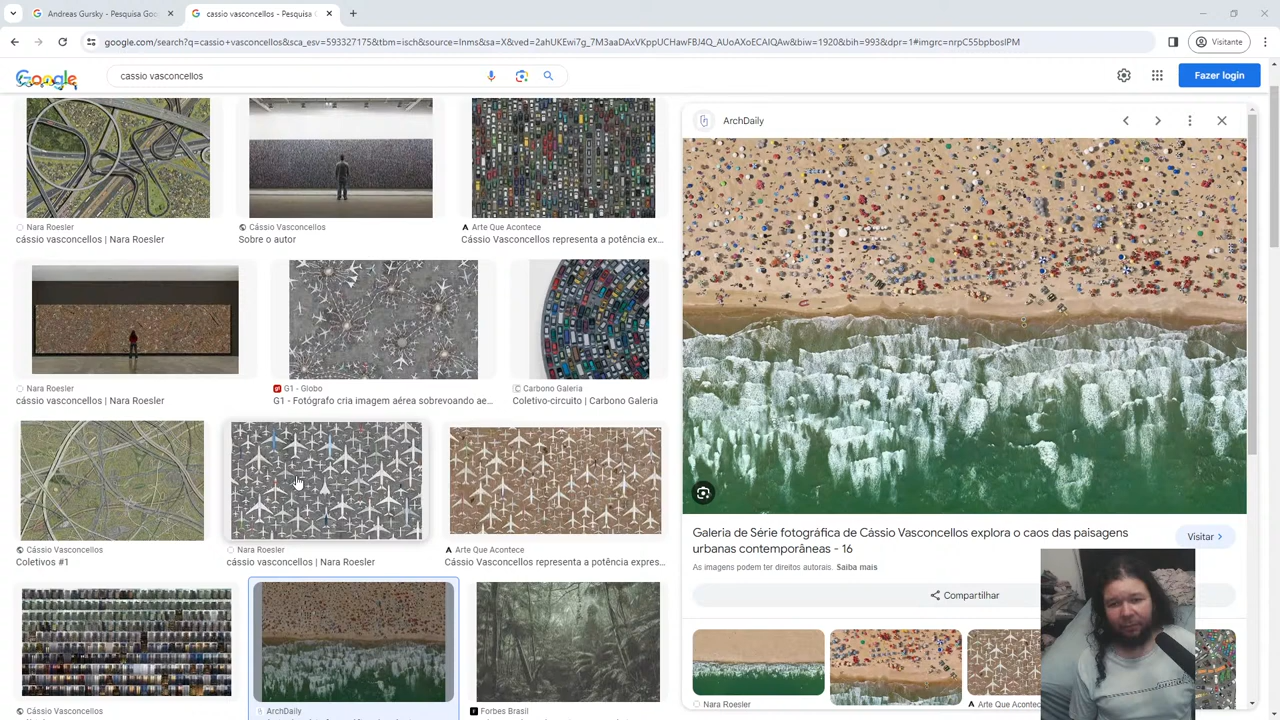 Andreas Gursky - Pesquisa Goo
cassio vasconcellos - Pesquisa G
google.com/search?q=cassio+vasconcellos&sca_esv=593327175&tbm=isch&source=lnms&sa=X&ved=2ahUKEwi7g_7M3aaDAxVKppUCHawFBJ4Q_AUoAXoECAIQAw&biw=1920&bih=993&dpr=1#imgrc=nrpC55bpbosIPM
Visitante
Google
cassio vasconcellos
Fazer login
Nara Roesler
cássio vasconcellos | Nara Roesler
Cássio Vasconcellos
Sobre o autor
Arte Que Acontece
Cássio Vasconcellos representa a potência ex...
Nara Roesler
cássio vasconcellos | Nara Roesler
G1 - Globo
G1 - Fotógrafo cria imagem aérea sobrevoando ae...
Carbono Galeria
Coletivo-circuito | Carbono Galeria
Cássio Vasconcellos
Coletivos #1
Nara Roesler
cássio vasconcellos | Nara Roesler
Arte Que Acontece
Cássio Vasconcellos representa a potência expres...
Cássio Vasconcellos
ArchDaily
Forbes Brasil
ArchDaily
Galeria de Série fotográfica de Cássio Vasconcellos explora o caos das paisagens
urbanas contemporâneas - 16
Visitar
As imagens podem ter direitos autorais. Saiba mais
Compartilhar
Nara Roesler
Arte Que Acon